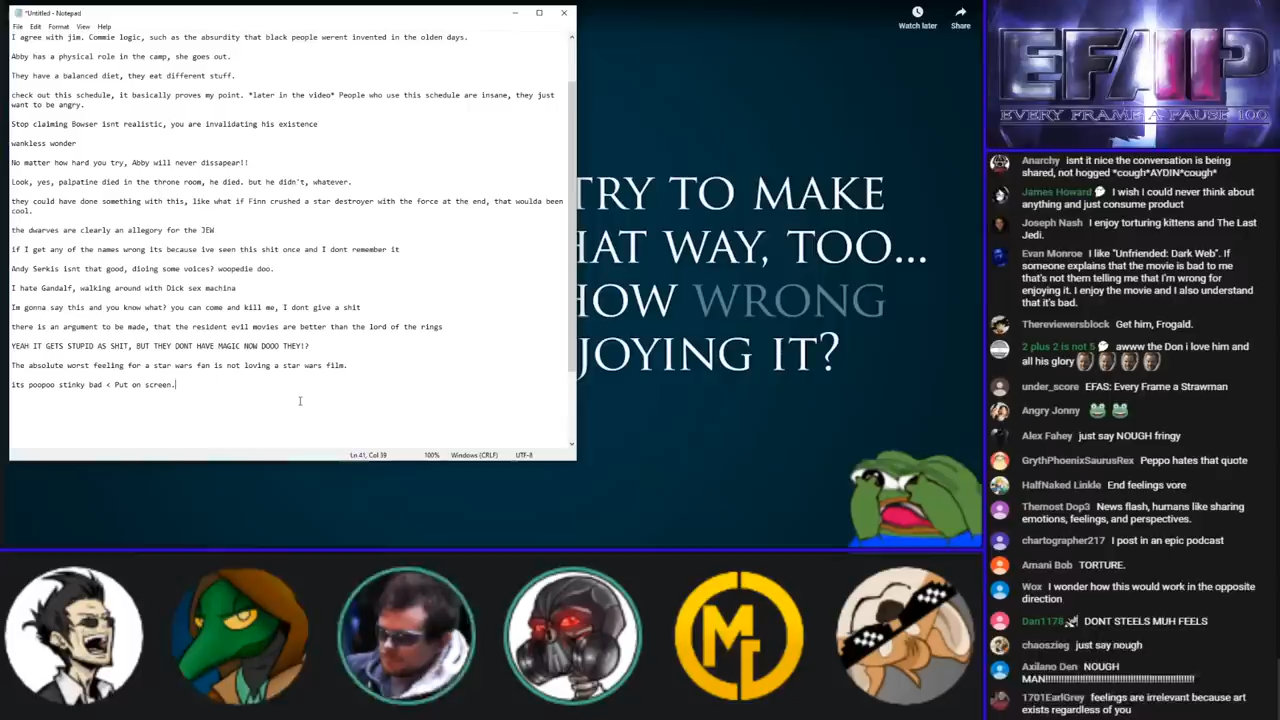 *Untitled - Notepad
File Edit Format View Help
I agree with jim. Commie logic, such as the absurdity that black people werent invented in the olden days.
Abby has a physical role in the camp, she goes out.
They have a balanced diet, they eat different stuff.
check out this schedule, it basically proves my point. *later in the video* People who use this schedule are insane, they just
want to be angry.
Stop claiming Bowser isnt realistic, you are invalidating his existence
wankless wonder
No matter how hard you try, Abby will never dissapear!!
Look, yes, palpatine died in the throne room, he died. but he didn't, whatever.
they could have done something with this, like what if Finn crushed a star destroyer with the force at the end, that woulda been
cool.
the dwarves are clearly an allegory for the JEW
if I get any of the names wrong its because ive seen this shit once and I dont remember it
Andy Serkis isnt that good, dioing some voices? woopedie doo.
I hate Gandalf, walking around with Dick sex machina
Im gonna say this and you know what? you can come and kill me, I dont give a shit
there is an argument to be made, that the resident evil movies are better than the lord of the rings
YEAH IT GETS STUPID AS SHIT, BUT THEY DONT HAVE MAGIC NOW DOOO THEY!?
The absolute worst feeling for a star wars fan is not loving a star wars film.
its poopoo stinky bad < Put on screen.
Ln 41, Col 39 100% Windows (CRLF) UTF-8
Watch later Share
TRY TO MAKE
HAT WAY, TOO...
HOW WRONG
JOYING IT?
EFAP
EVERY FRAME A PAUSE 100
Anarchy isnt it nice the conversation is being
shared, not hogged *cough*AYDIN*cough*
James Howard I wish I could never think about
anything and just consume product
Joseph Nash I enjoy torturing kittens and The Last
Jedi.
Evan Monroe I like "Unfriended: Dark Web". If
someone explains that the movie is bad to me
that's not them telling me that I'm wrong for
enjoying it. I enjoy the movie and I also understand
that it's bad.
Thereviewersblock Get him, Frogald.
2 plus 2 is not 5 awww the Don i love him and
all his glory
under_score EFAS: Every Frame a Strawman
Angry Jonny
Alex Fahey just say NOUGH fringy
GrythPhoenixSaurusRex Peppo hates that quote
HalfNaked Linkle End feelings vore
Themost Dop3 News flash, humans like sharing
emotions, feelings, and perspectives.
chartographer217 I post in an epic podcast
Amani Bob TORTURE.
Wox I wonder how this would work in the opposite
direction
Dan1178 DONT STEELS MUH FEELS
chaoszieg just say nough
Axilano Den NOUGH
MAN!!!!!!!!!!!!!!!!!!!!!!!!!!!!!!!!!!!!!!!!!!!!!!!
1701EarlGrey feelings are irrelevant because art
exists regardless of you